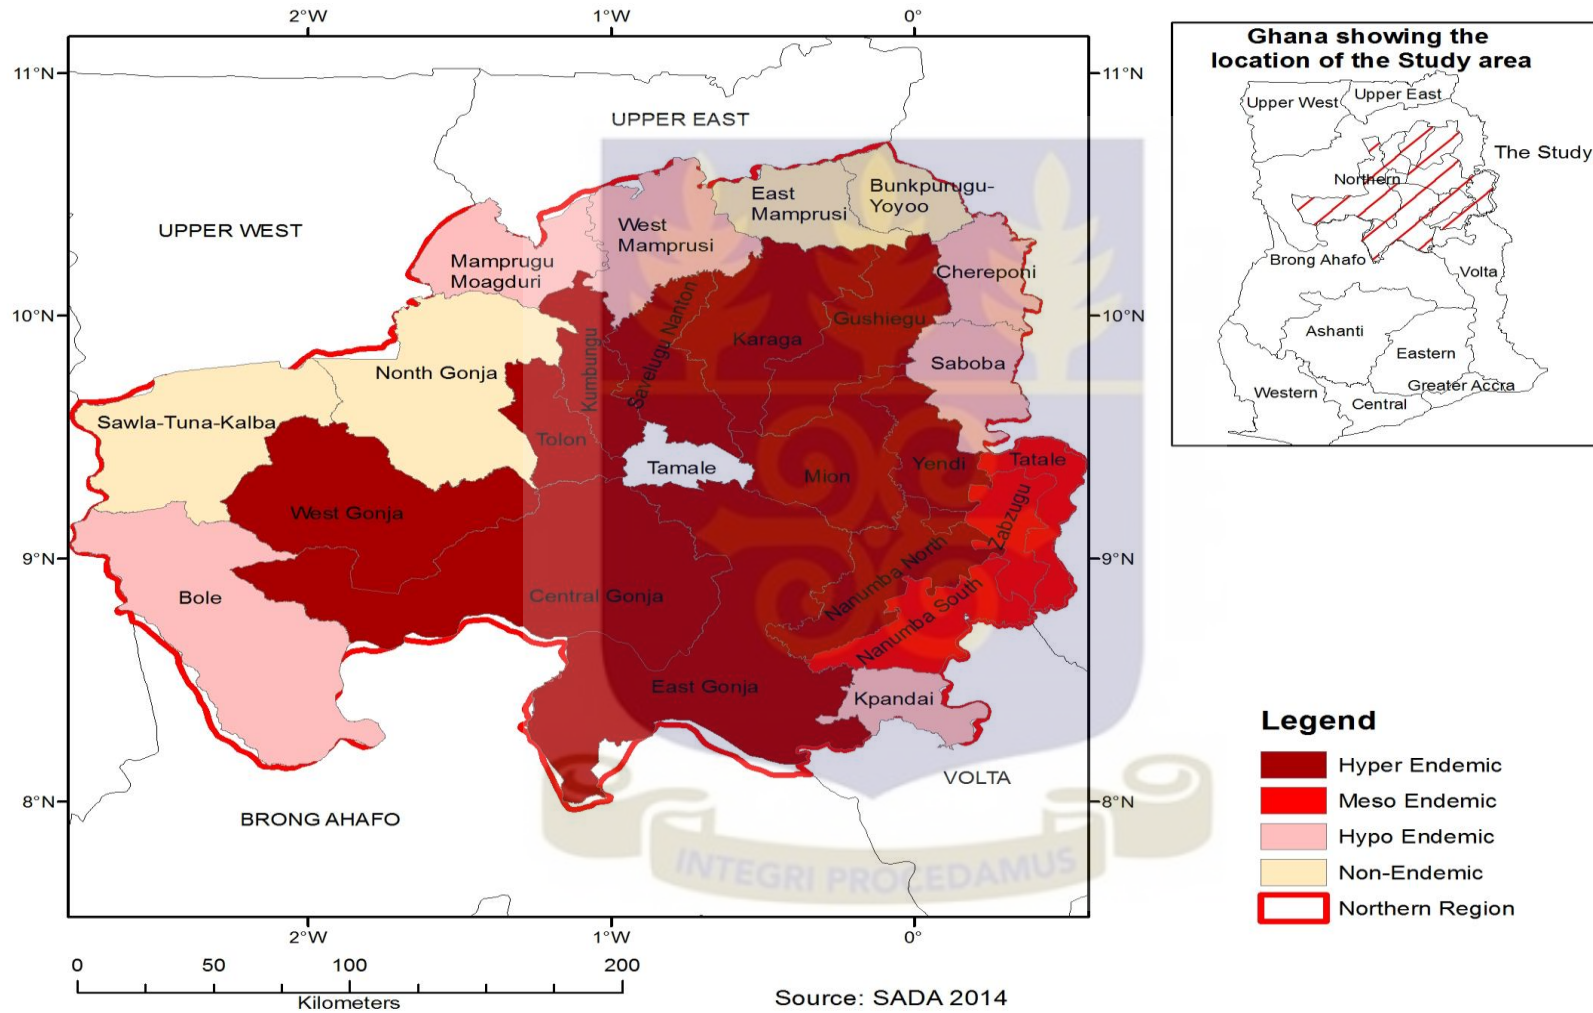 2°W
1°W
0°
11°N
11°N
10°N
10°N
9°N
9°N
8°N
8°N
2°W
1°W
0°
UPPER EAST
UPPER WEST
BRONG AHAFO
VOLTA
East
Mamprusi
Bunkpurugu-
Yoyoo
West
Mamprusi
Mamprugu
Moagduri
Chereponi
Gushiegu
Karaga
Kumbungu
Savelugu Nanton
Saboba
Nonth Gonja
Sawla-Tuna-Kalba
Tolon
Tamale
Mion
Yendi
Tatale
Zabzugu
West Gonja
Nanumba North
Nanumba South
Bole
Central Gonja
East Gonja
Kpandai
INTEGRI PROCEDAMUS
0 50 100 200
Kilometers
Source: SADA 2014
Ghana showing the
location of the Study area
Upper West
Upper East
The Study
Northern
Brong Ahafo
Volta
Ashanti
Eastern
Greater Accra
Western
Central
Legend
Hyper Endemic
Meso Endemic
Hypo Endemic
Non-Endemic
Northern Region